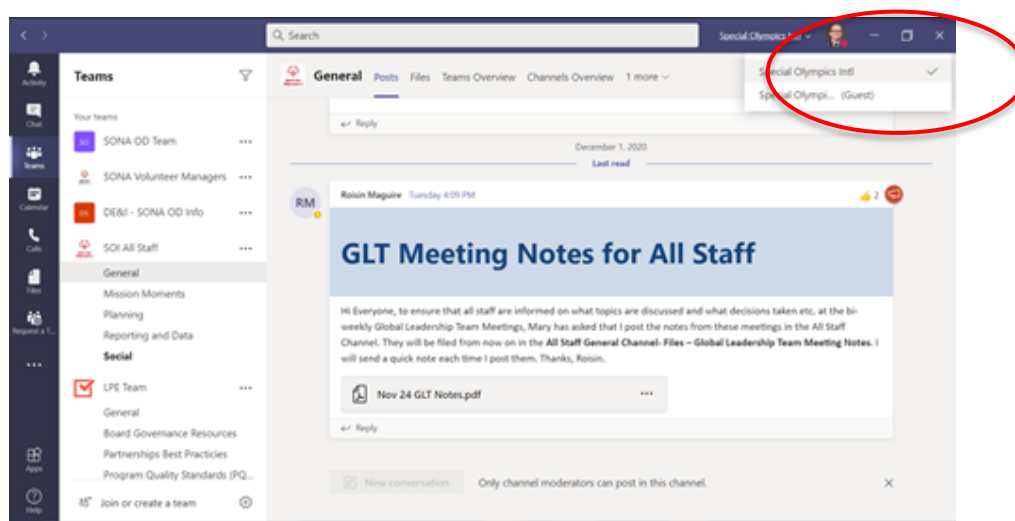 Search
Special Olympics Intl
Special Olympics Intl
Special Olympi... (Guest)
Activity
Chat
Teams
Calendar
Calls
Files
Request a T...
Apps
Help
Teams
Your teams
SO
SONA OD Team
SONA Volunteer Managers
DS
DE&I - SONA OD Info
SOI All Staff
General
Mission Moments
Planning
Reporting and Data
Social
LPE Team
General
Board Governance Resources
Partnerships Best Practicies
Program Quality Standards (PQ...
Join or create a team
General Posts Files Teams Overview Channels Overview 1 more
Reply
December 1, 2020
Last read
RM
Roisin Maguire Tuesday 4:09 PM
2
GLT Meeting Notes for All Staff
Hi Everyone, to ensure that all staff are informed on what topics are discussed and what decisions taken etc. at the bi-
weekly Global Leadership Team Meetings, Mary has asked that I post the notes from these meetings in the All Staff
Channel. They will be filed from now on in the All Staff General Channel- Files – Global Leadership Team Meeting Notes. I
will send a quick note each time I post them. Thanks, Roisin.
Nov 24 GLT Notes.pdf
Reply
New conversation
Only channel moderators can post in this channel.